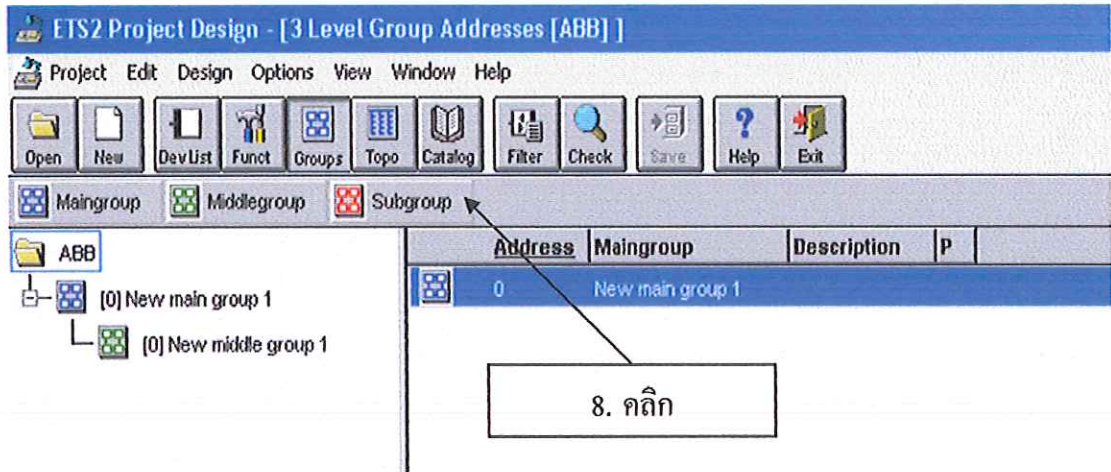 ETS2 Project Design - [ 3 Level Group Addresses [ABB] ]
Project Edit Design Options View Window Help
Open New DevList Funct Groups Topo Catalog Filter Check Save Help Exit
Maingroup Middlegroup Subgroup
ABB
Address Maingroup Description P
[0] New main group 1
0 New main group 1
[0] New middle group 1
8. คลิก